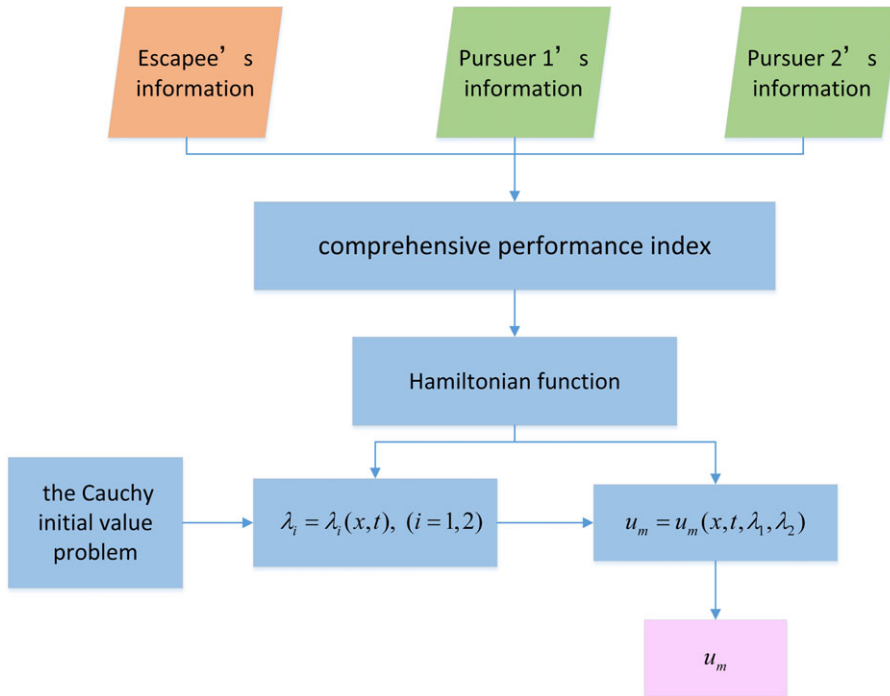 Escapee’s
information
Pursuer 1’s
information
Pursuer 2’s
information
comprehensive performance index
Hamiltonian function
the Cauchy
initial value
problem
λᵢ = λᵢ(x,t), (i = 1,2)
uₘ = uₘ(x,t,λ₁,λ₂)
uₘ